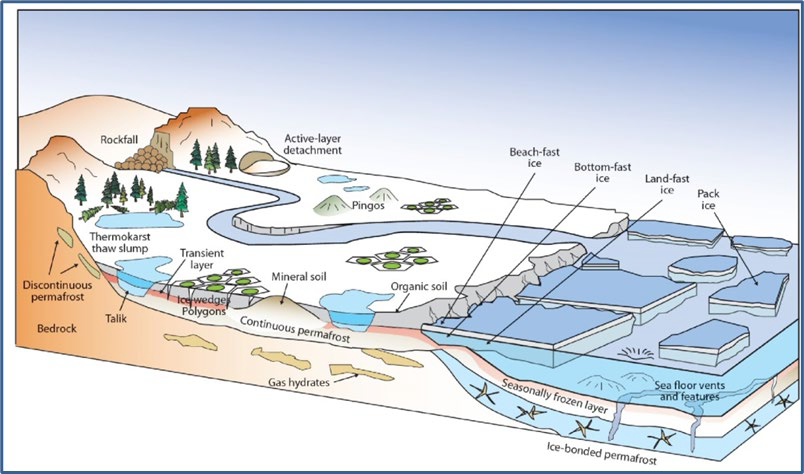 Rockfall
Active-layer
detachment
Beach-fast
ice
Bottom-fast
ice
Land-fast
ice
Pack
ice
Pingos
Thermokarst
thaw slump
Transient
layer
Discontinuous
permafrost
Talik
Ice wedges
Polygons
Mineral soil
Organic soil
Continuous permafrost
Bedrock
Gas hydrates
Seasonally frozen layer
Sea floor vents
and features
Ice-bonded permafrost